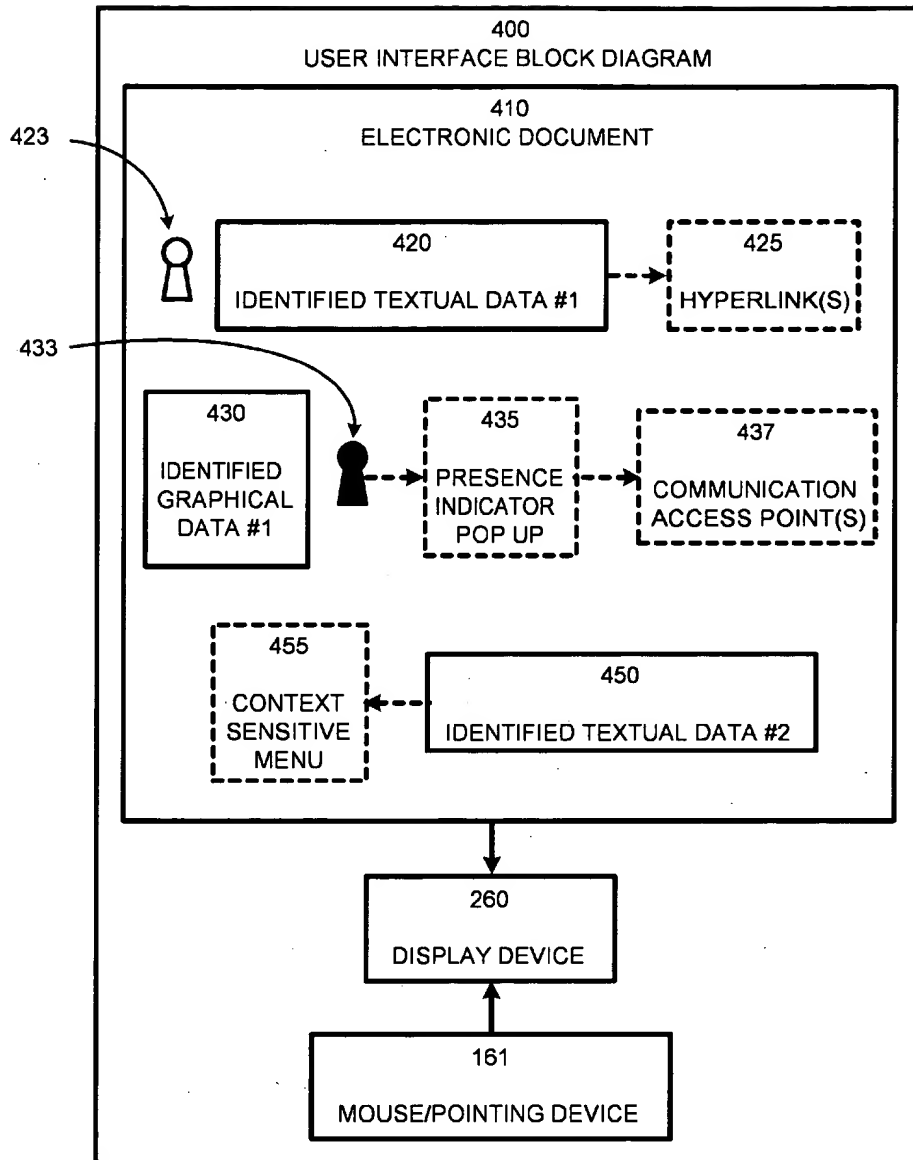 400
USER INTERFACE BLOCK DIAGRAM
410
ELECTRONIC DOCUMENT
423
420
IDENTIFIED TEXTUAL DATA #1
425
HYPERLINK(S)
433
430
IDENTIFIED
GRAPHICAL
DATA #1
435
PRESENCE
INDICATOR
POP UP
437
COMMUNICATION
ACCESS POINT(S)
455
CONTEXT
SENSITIVE
MENU
450
IDENTIFIED TEXTUAL DATA #2
260
DISPLAY DEVICE
161
MOUSE/POINTING DEVICE